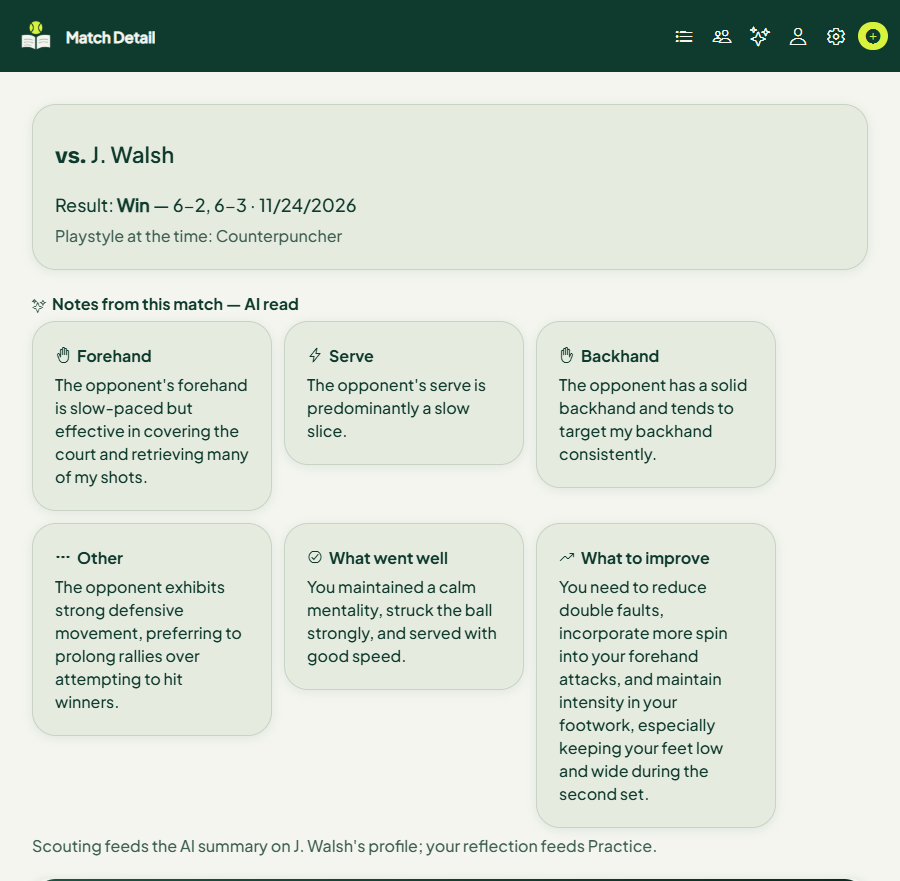 Match Detail
vs. J. Walsh
Result: Win — 6–2, 6–3 · 11/24/2026
Playstyle at the time: Counterpuncher
Notes from this match — AI read
Forehand
The opponent's forehand
is slow-paced but
effective in covering the
court and retrieving many
of my shots.
Serve
The opponent's serve is
predominantly a slow
slice.
Backhand
The opponent has a solid
backhand and tends to
target my backhand
consistently.
Other
The opponent exhibits
strong defensive
movement, preferring to
prolong rallies over
attempting to hit
winners.
What went well
You maintained a calm
mentality, struck the ball
strongly, and served with
good speed.
What to improve
You need to reduce
double faults,
incorporate more spin
into your forehand
attacks, and maintain
intensity in your
footwork, especially
keeping your feet low
and wide during the
second set.
Scouting feeds the AI summary on J. Walsh's profile; your reflection feeds Practice.